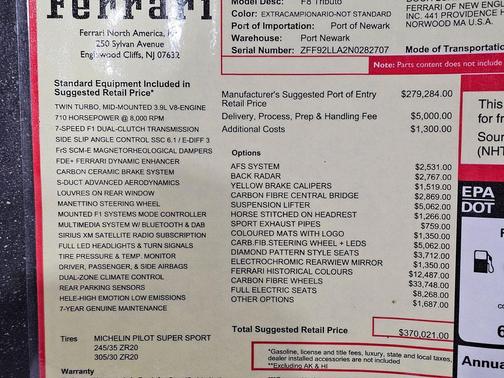 Ferrari
Ferrari North America,
250 Sylvan Avenue
Englewood Cliffs, NJ 07632
Model Desc: F8 Tributo
Color: EXTRACAMPIONARIO-NOT STANDARD
Port of Importation: Port of Newark
Warehouse: Port Newark
Serial Number: ZFF92LLA2N0282707
FERRARI OF NEW ENGL
INC. 441 PROVIDENCE H
NORWOOD MA U.S.A.
Mode of Transportation
Note: Parts content does not include
Standard Equipment Included in
Suggested Retail Price*
TWIN TURBO, MID-MOUNTED 3.9L V8-ENGINE
710 HORSEPOWER @ 8,000 RPM
7-SPEED F1 DUAL-CLUTCH TRANSMISSION
SIDE SLIP ANGLE CONTROL SSC 6.1 / E-DIFF 3
FrS SCM-E MAGNETORHEOLOGICAL DAMPERS
FDE+ FERRARI DYNAMIC ENHANCER
CARBON CERAMIC BRAKE SYSTEM
S-DUCT ADVANCED AERODYNAMICS
LOUVRES ON REAR WINDOW
MANETTINO STEERING WHEEL
MOUNTED F1 SYSTEMS MODE CONTROLLER
MULTIMEDIA SYSTEM W/ BLUETOOTH & DAB
SIRIUS XM SATELLITE RADIO SUBSCRIPTION
FULL LED HEADLIGHTS & TURN SIGNALS
TIRE PRESSURE & TEMP. MONITOR
DRIVER, PASSENGER, & SIDE AIRBAGS
DUAL-ZONE CLIMATE CONTROL
REAR PARKING SENSORS
HELE-HIGH EMOTION LOW EMISSIONS
7-YEAR GENUINE MAINTENANCE
Tires MICHELIN PILOT SUPER SPORT
245/35 ZR20
305/30 ZR20
Warranty
Manufacturer's Suggested Port of Entry
Retail Price $279,284.00
Delivery, Process, Prep & Handling Fee $5,000.00
Additional Costs $1,300.00
Options
AFS SYSTEM $2,531.00
BACK RADAR $2,767.00
YELLOW BRAKE CALIPERS $1,519.00
CARBON FIBRE CENTRAL BRIDGE $2,869.00
SUSPENSION LIFTER $5,062.00
HORSE STITCHED ON HEADREST $1,266.00
SPORT EXHAUST PIPES $759.00
COLOURED MATS WITH LOGO $1,350.00
CARB.FIB.STEERING WHEEL + LEDS $5,062.00
DIAMOND PATTERN STYLE SEATS $3,712.00
ELECTROCHROMIC REARVIEW MIRROR $1,350.00
FERRARI HISTORICAL COLOURS $12,487.00
CARBON FIBRE WHEELS $33,748.00
FULL ELECTRIC SEATS $8,268.00
OTHER OPTIONS $1,687.00
Total Suggested Retail Price $370,021.00
*Gasoline, license and title fees, luxury, state and local taxes,
dealer installed accessories are not included
**Excluding AK & HI
This
for fr
Sour
(NHT
EPA
DOT
F
6
Annua